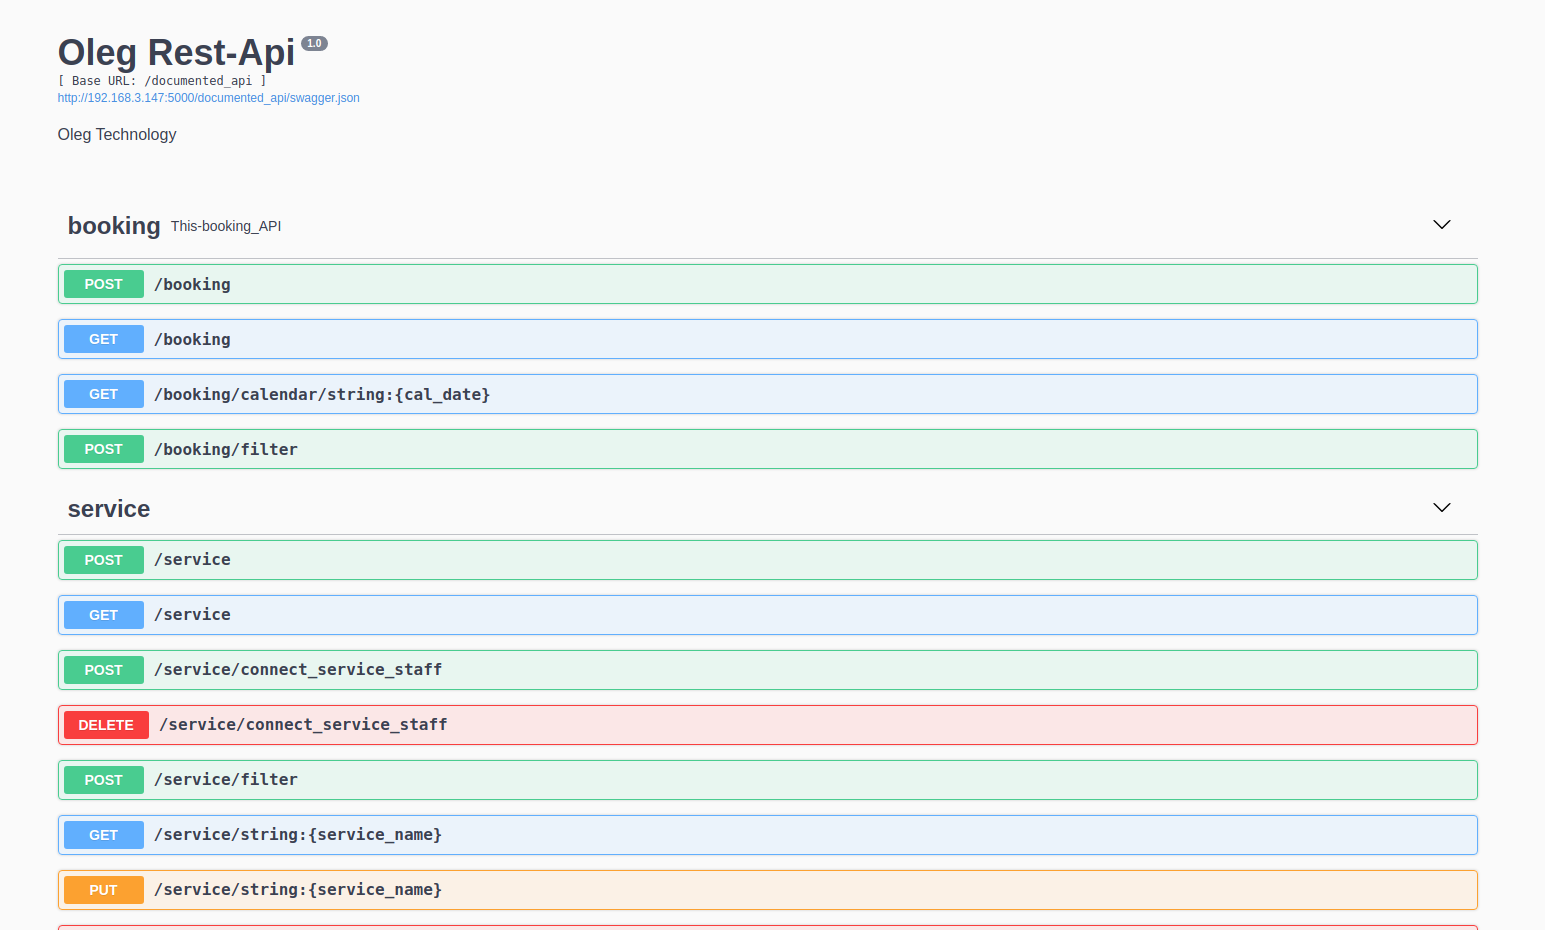 Oleg Rest-Api 1.0
[ Base URL: /documented_api ]
http://192.168.3.147:5000/documented_api/swagger.json
Oleg Technology
booking This-booking_API
POST /booking
GET /booking
GET /booking/calendar/string:{cal_date}
POST /booking/filter
service
POST /service
GET /service
POST /service/connect_service_staff
DELETE /service/connect_service_staff
POST /service/filter
GET /service/string:{service_name}
PUT /service/string:{service_name}